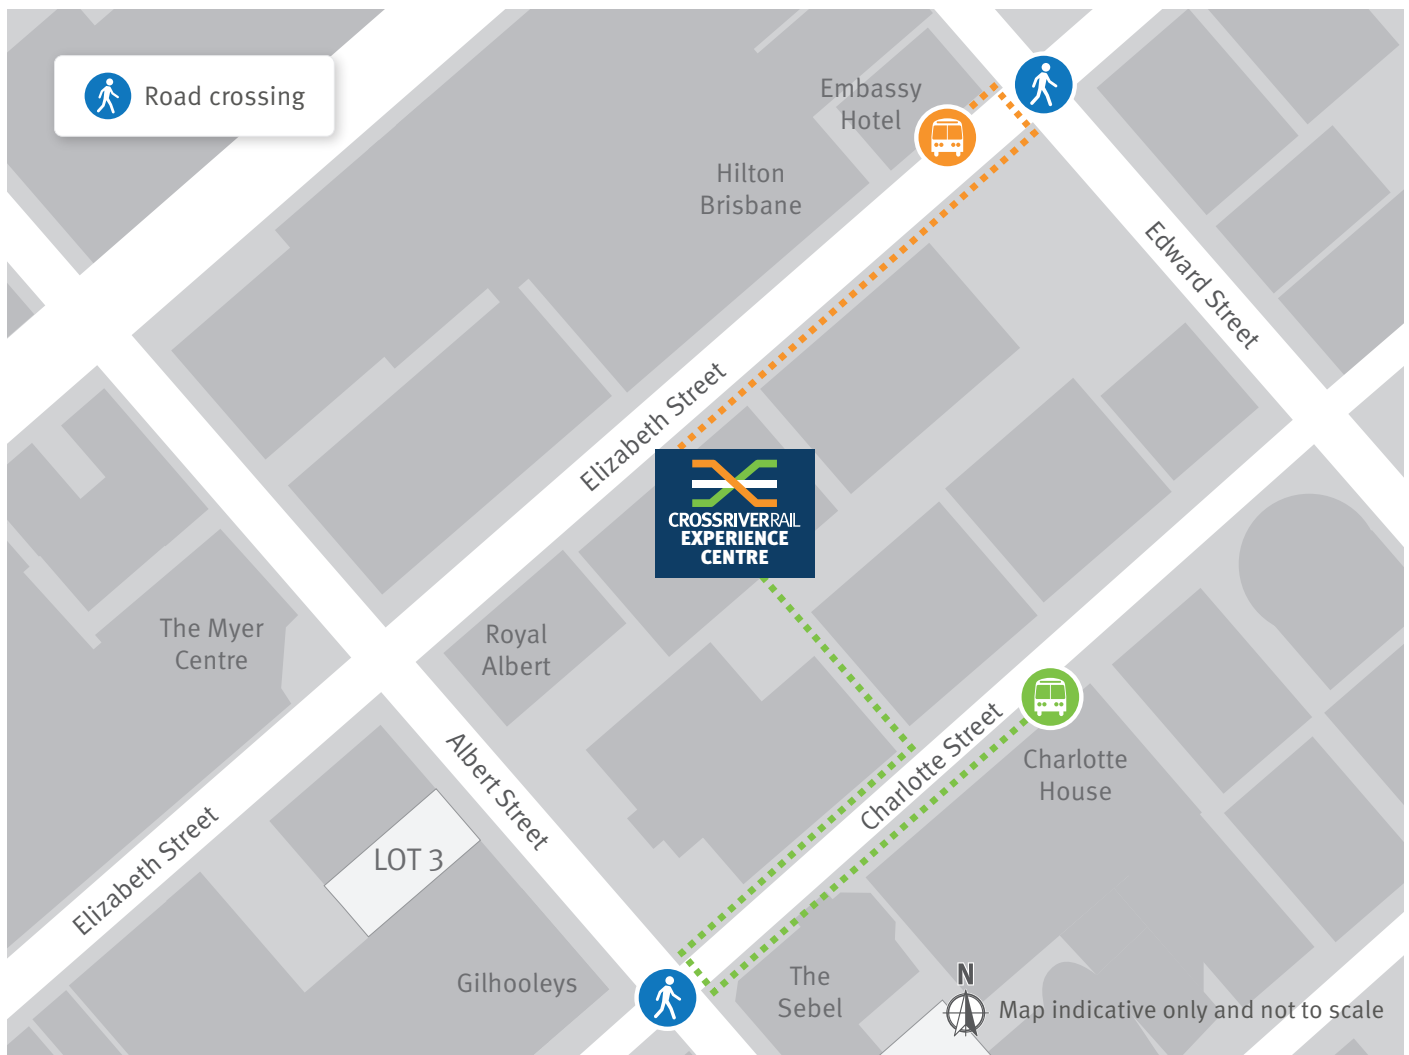 Road crossing
Embassy
Hotel
Hilton
Brisbane
Edward Street
Elizabeth Street
CROSSRIVERRAIL
EXPERIENCE
CENTRE
The Myer
Centre
Royal
Albert
Albert Street
Charlotte Street
Charlotte
House
Elizabeth Street
LOT 3
Gilhooleys
The
Sebel
N
Map indicative only and not to scale